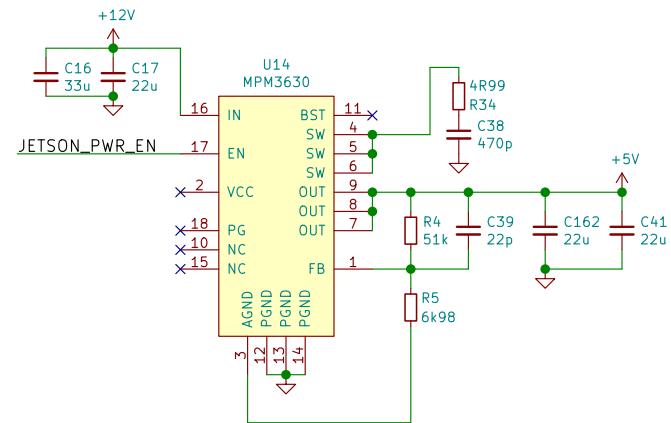 +12V
C16
33u
C17
22u
U14
MPM3630
16
IN
17
EN
JETSON_PWR_EN
2
VCC
18
PG
10
NC
15
NC
BST
11
SW
4
SW
5
SW
6
OUT
9
OUT
8
OUT
7
FB
1
AGND
PGND
PGND
PGND
3
12
13
14
4R99
R34
C38
470p
+5V
R4
51k
C39
22p
C162
22u
C41
22u
R5
6k98